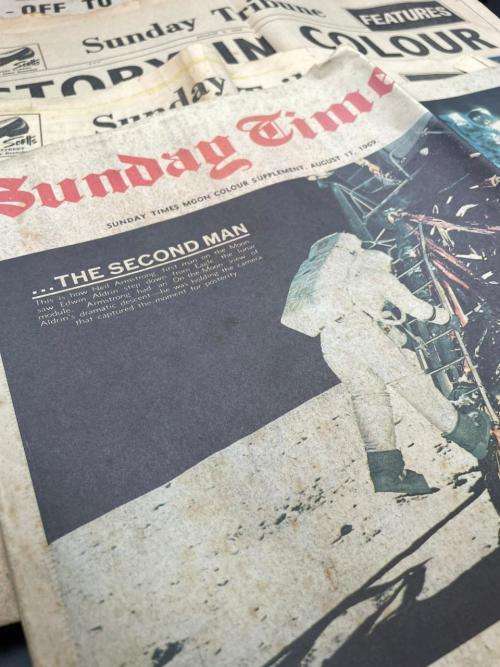 -OFF TO
Sunday Tribune
FEATURES
STORY IN COLOUR
Scotts
Sunday
Scotts
Sunday Times
SUNDAY TIMES MOON COLOUR SUPPLEMENT, AUGUST 17, 1969
...THE SECOND MAN
This is how Neil Armstrong, first man on the Moon,
saw Edwin Aldrin step down from Eagle, the lunar
module. Armstrong had an On-the-Moon view of
Aldrin's dramatic descent - he was holding the camera
that captured the moment for posterity